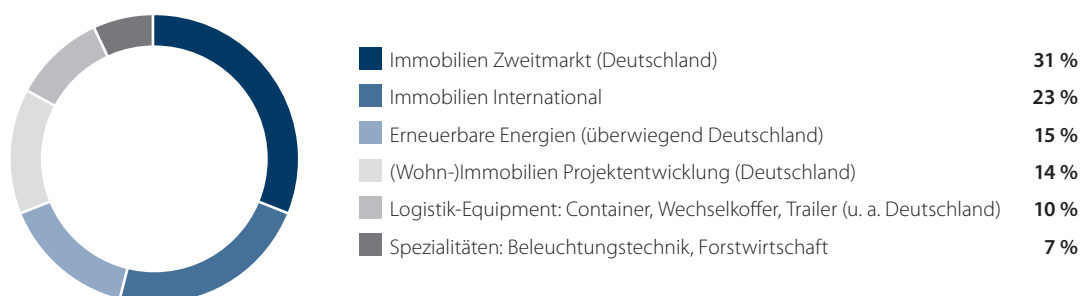 Immobilien Zweitmarkt (Deutschland) 31 %
Immobilien International 23 %
Erneuerbare Energien (überwiegend Deutschland) 15 %
(Wohn-)Immobilien Projektentwicklung (Deutschland) 14 %
Logistik-Equipment: Container, Wechselkoffer, Trailer (u. a. Deutschland) 10 %
Spezialitäten: Beleuchtungstechnik, Forstwirtschaft 7 %